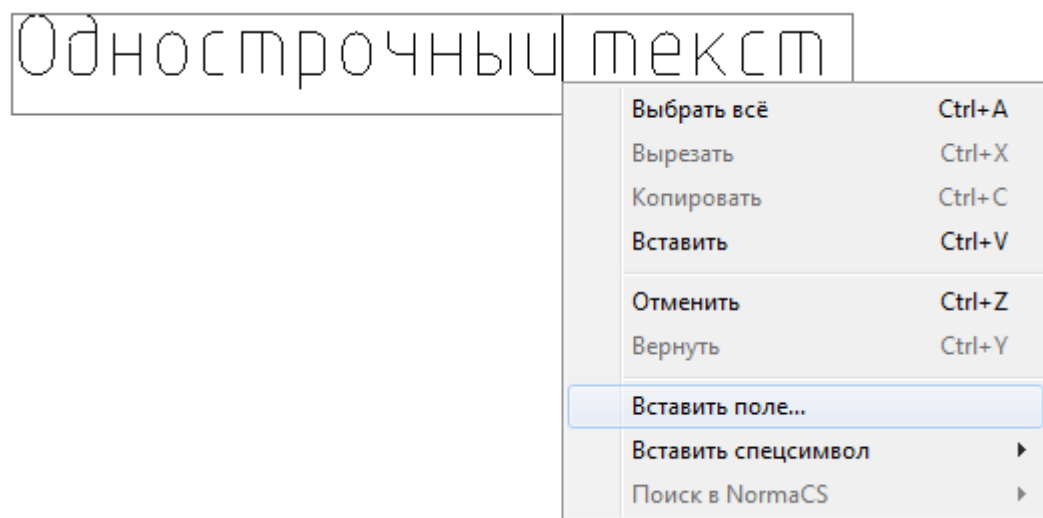 Однострочный текст
Выбрать всё Ctrl+A
Вырезать Ctrl+X
Копировать Ctrl+C
Вставить Ctrl+V
Отменить Ctrl+Z
Вернуть Ctrl+Y
Вставить поле...
Вставить спецсимвол
Поиск в NormaCS